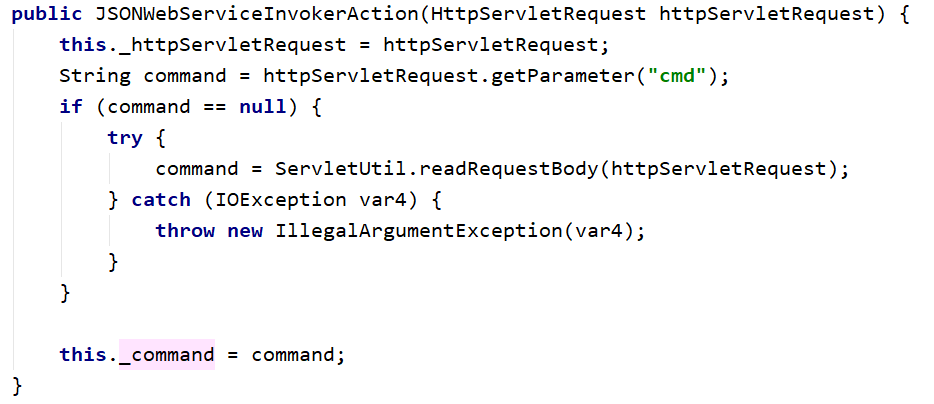 public JSONWebServiceInvokerAction(HttpServletRequest httpServletRequest) {
    this._httpServletRequest = httpServletRequest;
    String command = httpServletRequest.getParameter("cmd");
    if (command == null) {
        try {
            command = ServletUtil.readRequestBody(httpServletRequest);
        } catch (IOException var4) {
            throw new IllegalArgumentException(var4);
        }
    }

    this._command = command;
}